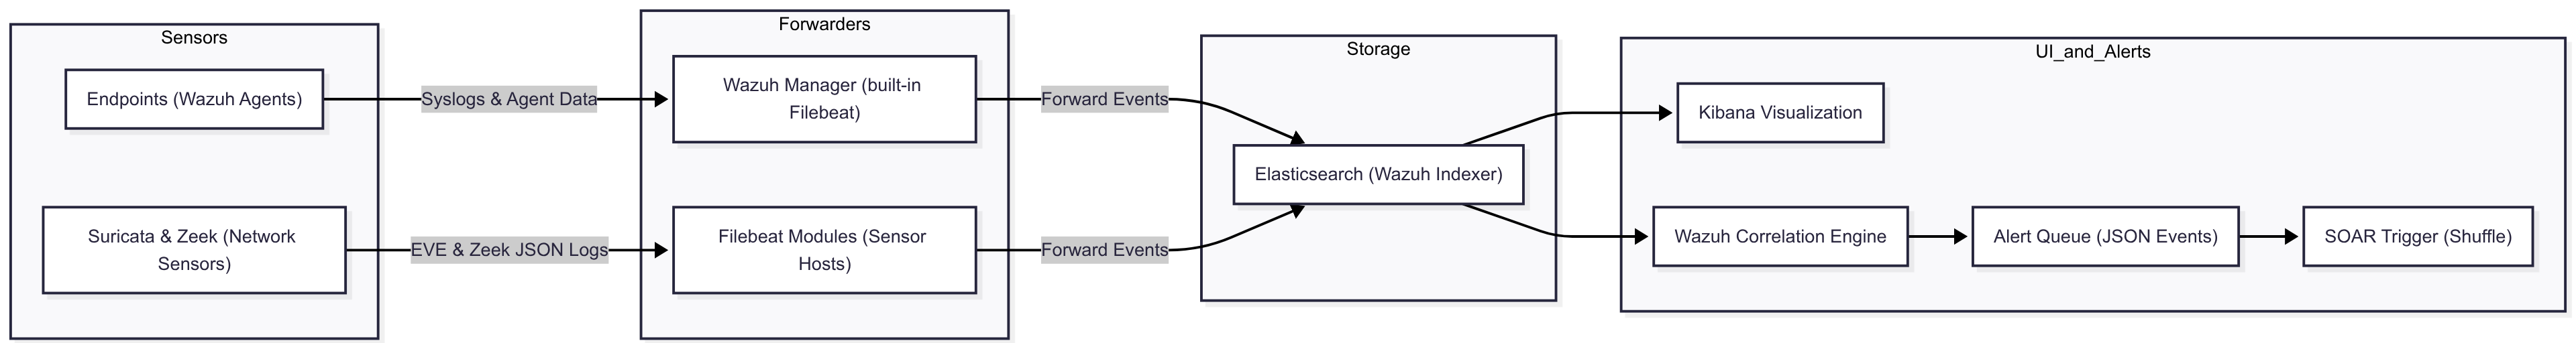 Sensors
Endpoints (Wazuh Agents)
Suricata & Zeek (Network
Sensors)
Syslogs & Agent Data
EVE & Zeek JSON Logs
Forwarders
Wazuh Manager (built-in
Filebeat)
Filebeat Modules (Sensor
Hosts)
Forward Events
Forward Events
Storage
Elasticsearch (Wazuh Indexer)
UI_and_Alerts
Kibana Visualization
Wazuh Correlation Engine
Alert Queue (JSON Events)
SOAR Trigger (Shuffle)